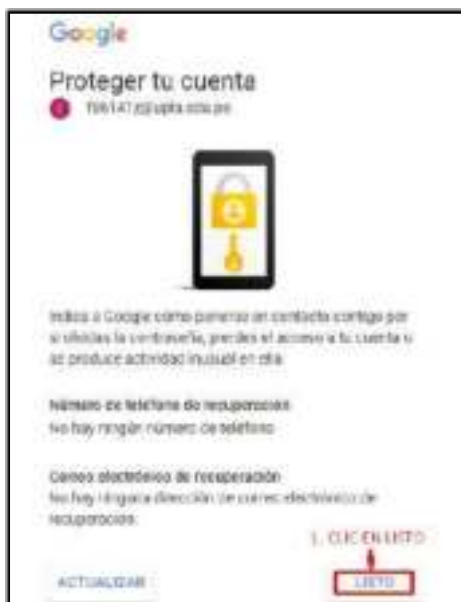 Google
Proteger tu cuenta
Indica a Google cómo ponerse en contacto contigo por
si olvidas la contraseña, pierdes el acceso a tu cuenta o
se produce actividad inusual en ella.
Número de teléfono de recuperación
No hay ningún número de teléfono
Correo electrónico de recuperación
No hay ninguna dirección de correo electrónico de
recuperación.
1. CLIC EN LISTO
ACTUALIZAR
LISTO